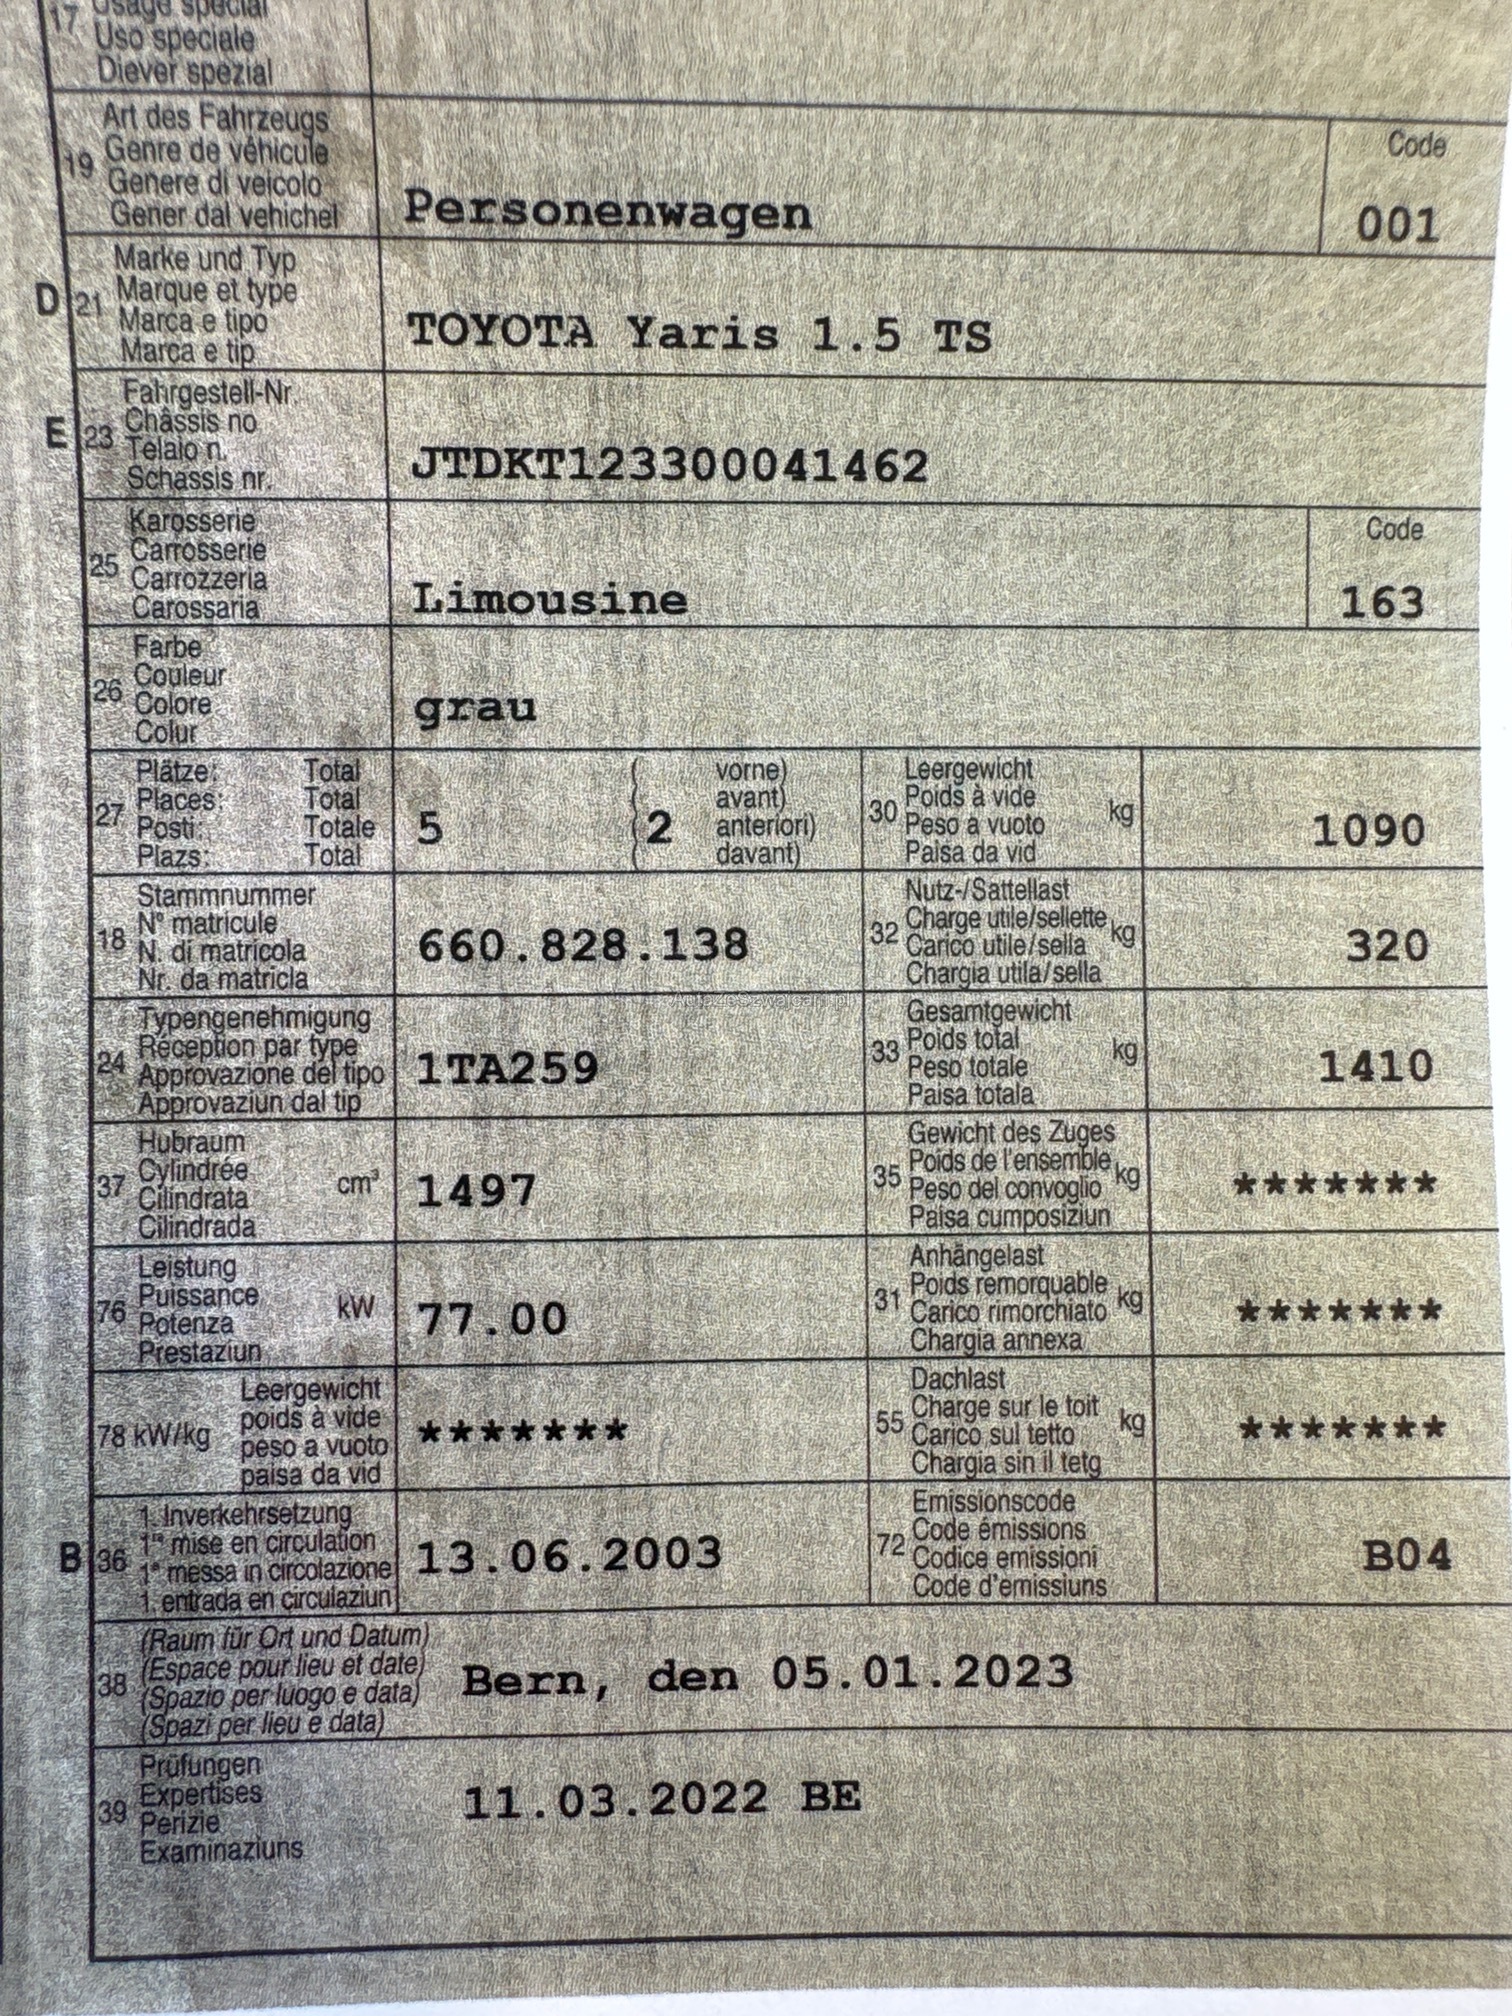 17 Usage spécial
Uso speciale
Diever spezial
19 Art des Fahrzeugs
Genre de véhicule
Genere di veicolo
Gener dal vehichel
Personenwagen
Code
001
D 21 Marke und Typ
Marque et type
Marca e tipo
Marca e tip
TOYOTA Yaris 1.5 TS
E 23 Fahrgestell-Nr.
Châssis no
Telaio n.
Schassis nr.
JTDKT123300041462
25 Karosserie
Carrosserie
Carrozzeria
Carossaria
Limousine
Code
163
26 Farbe
Couleur
Colore
Colur
grau
27 Plätze: Total
Places: Total
Posti: Totale
Plazs: Total
5
( vorne)
( avant)
( 2 anteriori)
( davant)
30 Leergewicht
Poids à vide kg
Peso a vuoto
Paisa da vid
1090
18 Stammnummer
N° matricule
N. di matricola
Nr. da matricla
660.828.138
32 Nutz-/Sattellast
Charge utile/sellette kg
Carico utile/sella
Chargia utila/sella
320
AutoZeSzwajcarii.pl
24 Typengenehmigung
Réception par type
Approvazione del tipo
Approvaziun dal tip
1TA259
33 Gesamtgewicht
Poids total kg
Peso totale
Paisa totala
1410
37 Hubraum
Cylindrée cm³
Cilindrata
Cilindrada
1497
35 Gewicht des Zuges
Poids de l'ensemble kg
Peso del convoglio
Paisa cumposiziun
*******
76 Leistung
Puissance kW
Potenza
Prestaziun
77.00
31 Anhängelast
Poids remorquable kg
Carico rimorchiato
Chargia annexa
*******
78 kW/kg Leergewicht
poids à vide
peso a vuoto
paisa da vid
*******
55 Dachlast
Charge sur le toit kg
Carico sul tetto
Chargia sin il tetg
*******
B 36 1. Inverkehrsetzung
1re mise en circulation
1a messa in circolazione
1. entrada en circulaziun
13.06.2003
72 Emissionscode
Code émissions
Codice emissioni
Code d'emissiuns
B04
38 (Raum für Ort und Datum)
(Espace pour lieu et date)
(Spazio per luogo e data)
(Spazi per lieu e data)
Bern, den 05.01.2023
39 Prüfungen
Expertises
Perizie
Examinaziuns
11.03.2022 BE